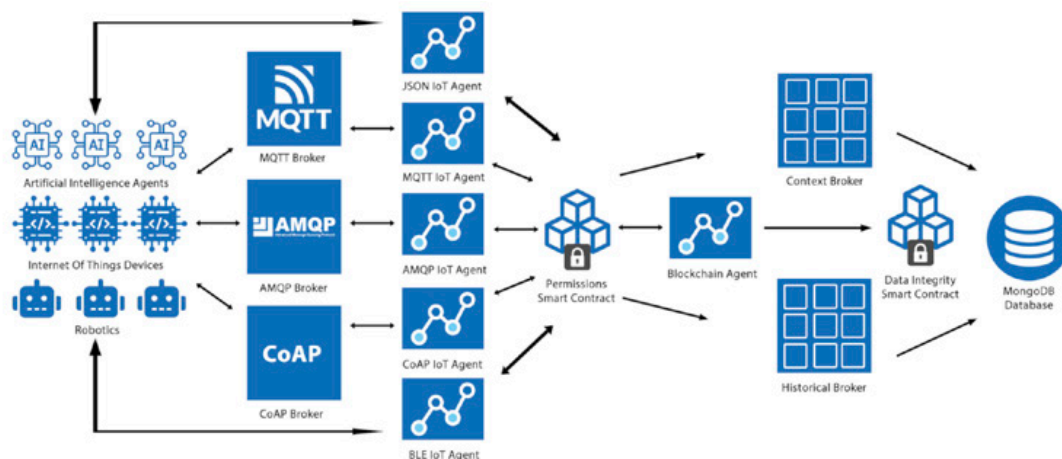 JSON IoT Agent
MQTT
MQTT Broker
MQTT IoT Agent
AI
AI
AI
Artificial Intelligence Agents
</>
</>
</>
Internet Of Things Devices
Robotics
AMQP
AMQP Broker
AMQP IoT Agent
CoAP
CoAP Broker
CoAP IoT Agent
BLE IoT Agent
Permissions
Smart Contract
Blockchain Agent
Context Broker
Historical Broker
Data Integrity
Smart Contract
MongoDB
Database